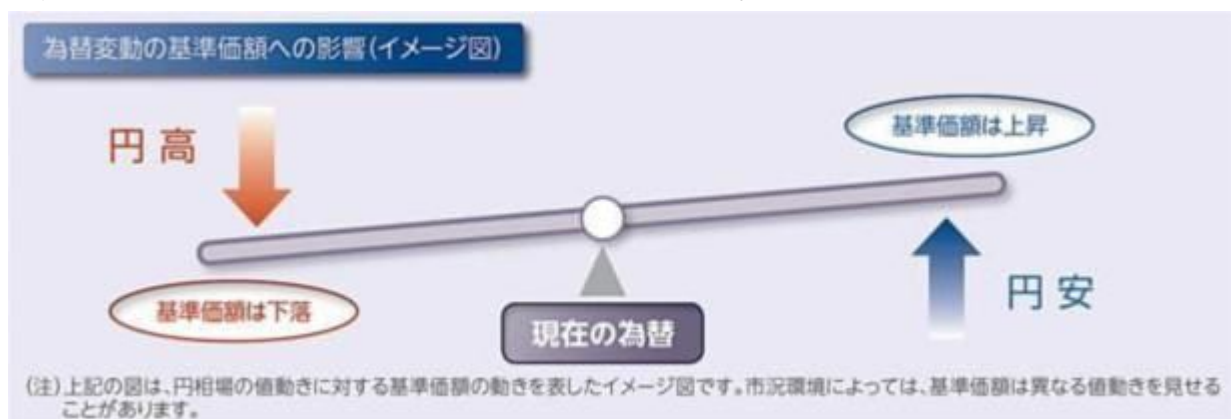 為替変動の基準価額への影響(イメージ図)
円高
基準価額は上昇
基準価額は下落
円安
現在の為替
(注)上記の図は、円相場の値動きに対する基準価額の動きを表したイメージ図です。市況環境によっては、基準価額は異なる値動きを見せる
ことがあります。